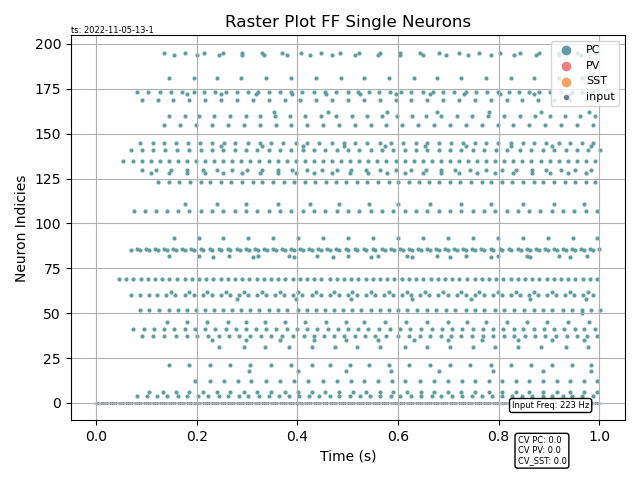 Raster Plot FF Single Neurons
ts: 2022-11-05-13-1
PC
PV
SST
input
200
175
150
125
100
75
50
25
0
Neuron Indicies
Input Freq: 223 Hz
0.0 0.2 0.4 0.6 0.8 1.0
Time (s)
CV PC: 0.0
CV PV: 0.0
CV_SST: 0.0